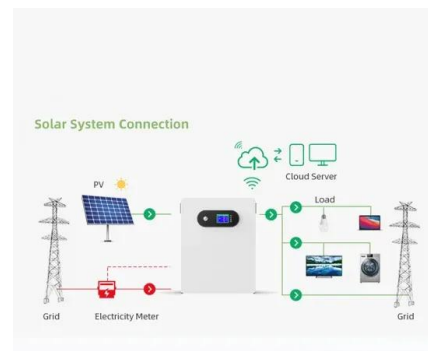 Solar System Connection
Cloud Server
PV
Load
Grid
Electricity Meter
Grid